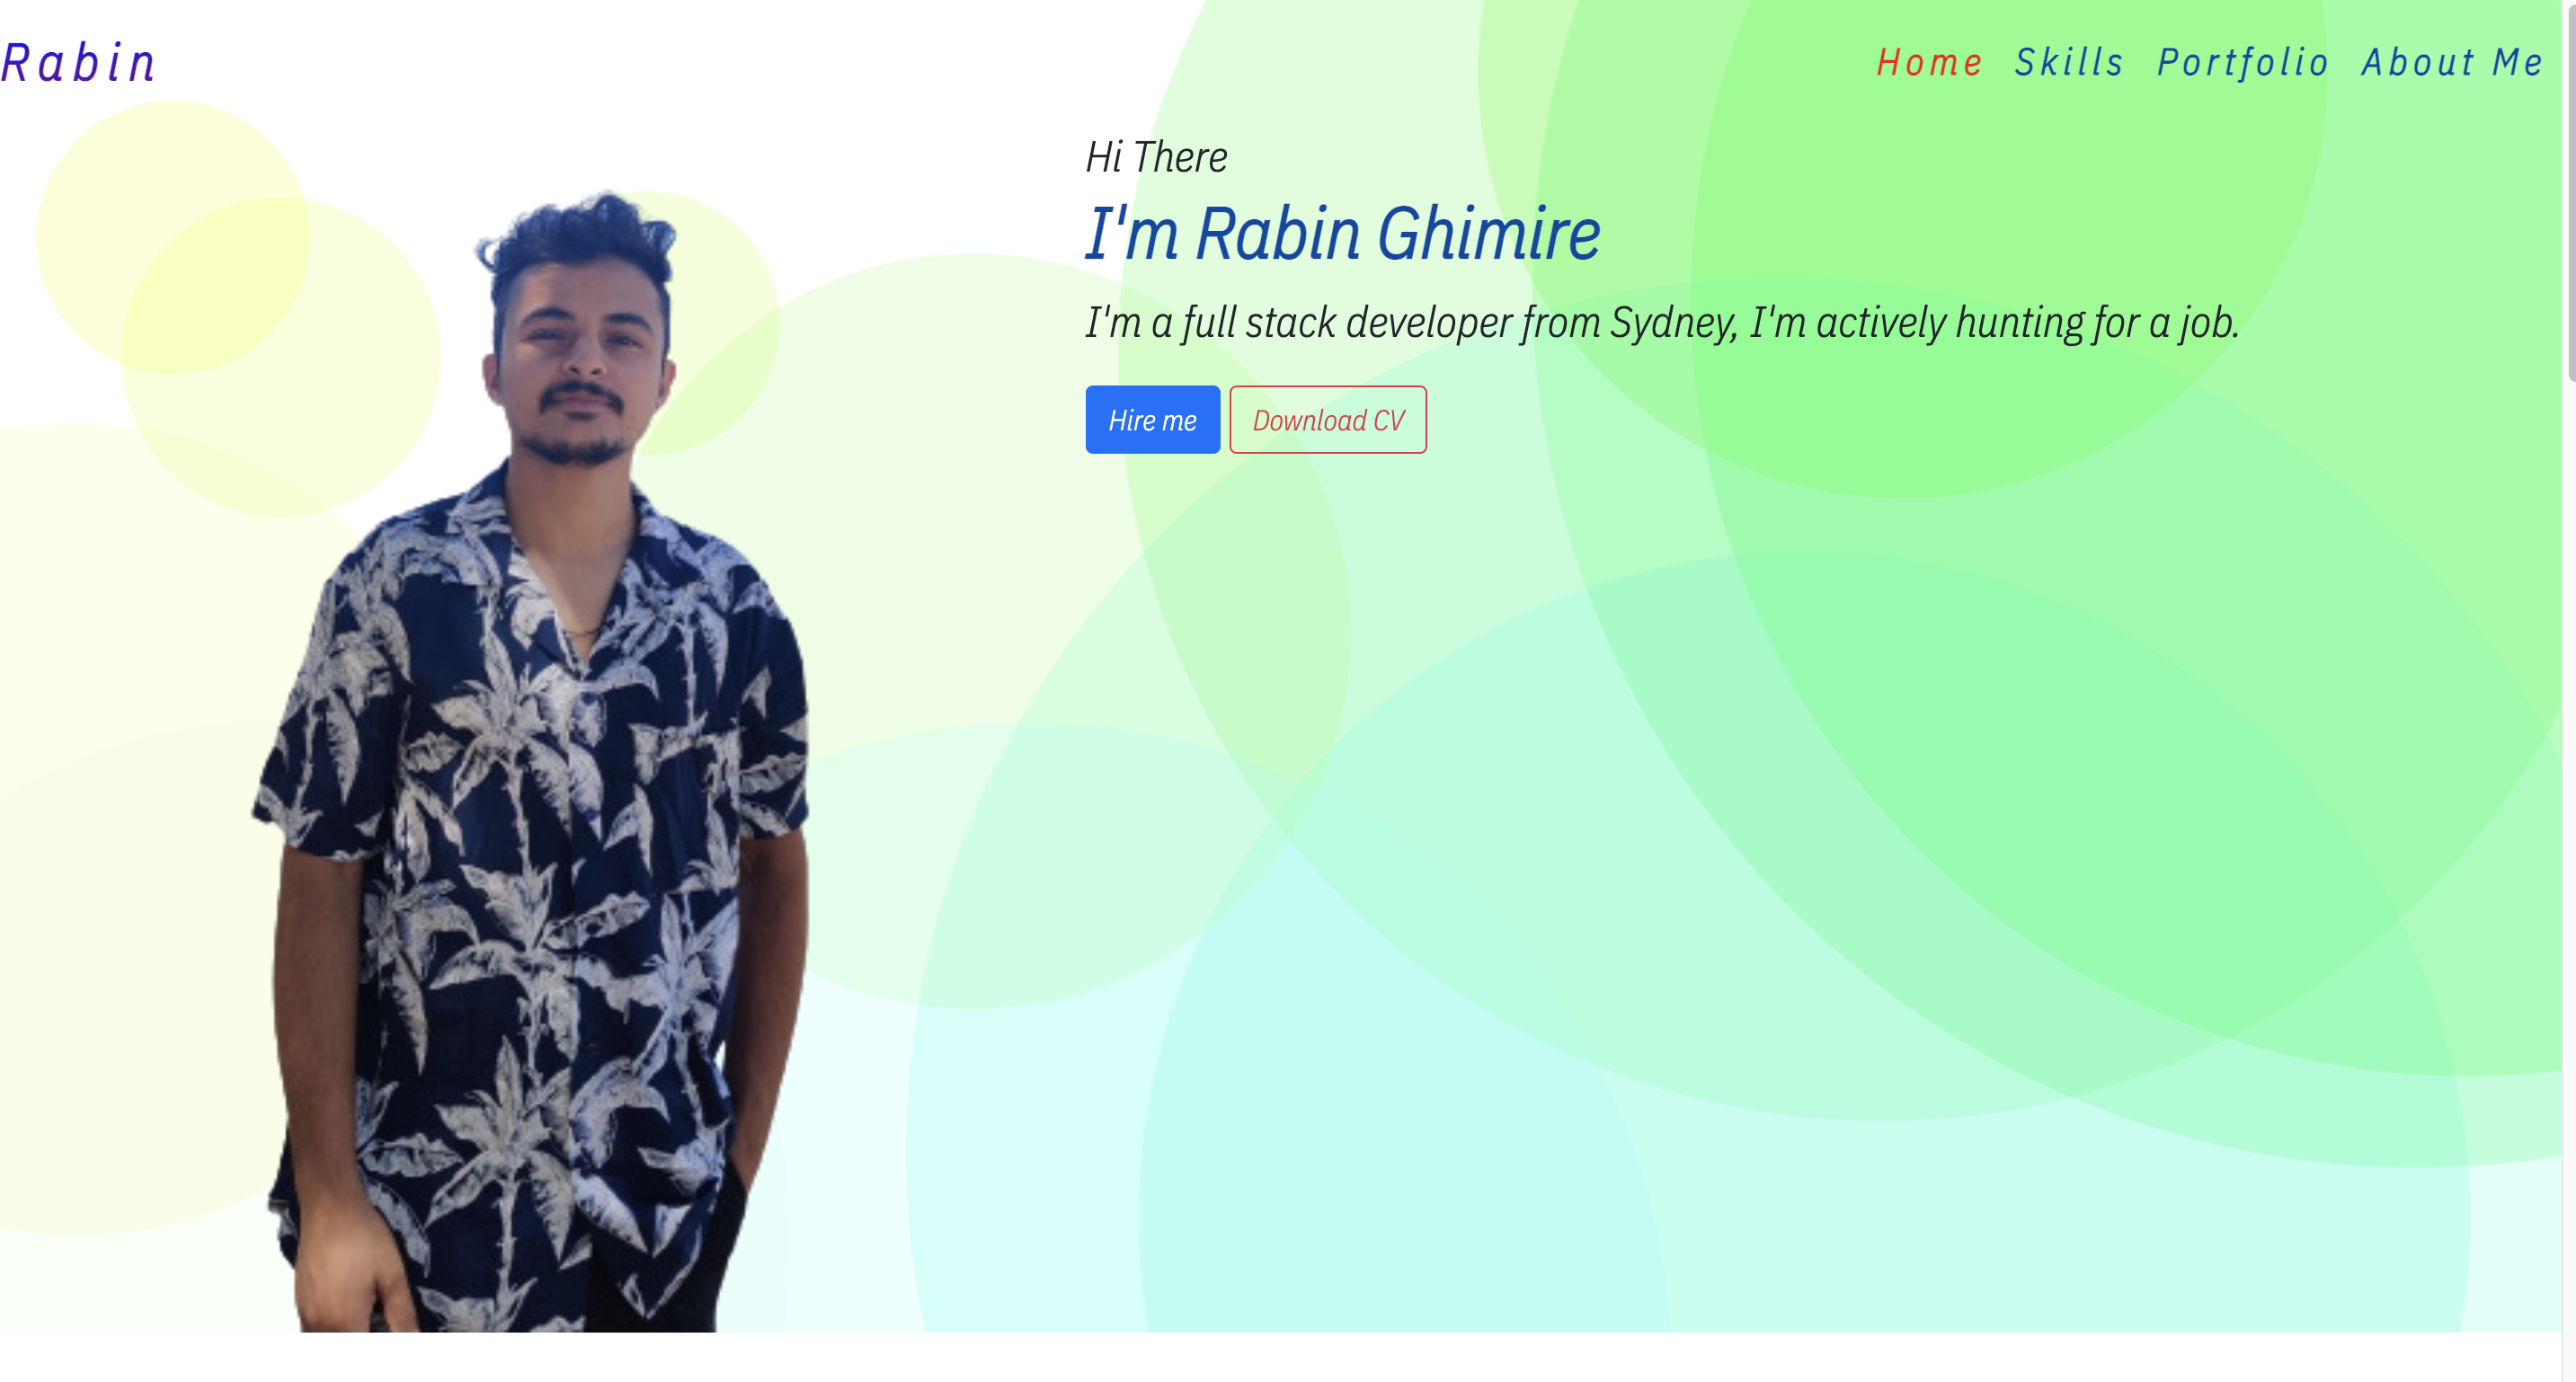 Rabin
Home Skills Portfolio About Me
Hi There
I'm Rabin Ghimire
I'm a full stack developer from Sydney, I'm actively hunting for a job.
Hire me Download CV